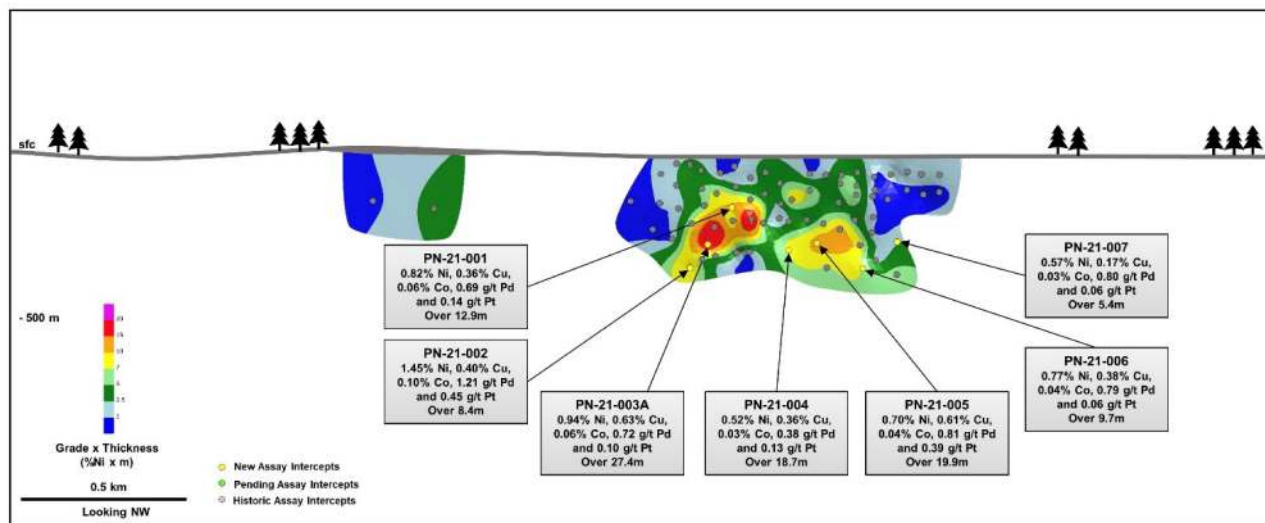 sfc
PN-21-001
0.82% Ni, 0.36% Cu,
0.06% Co, 0.69 g/t Pd
and 0.14 g/t Pt
Over 12.9m
PN-21-007
0.57% Ni, 0.17% Cu,
0.03% Co, 0.80 g/t Pd
and 0.06 g/t Pt
Over 5.4m
- 500 m
PN-21-002
1.45% Ni, 0.40% Cu,
0.10% Co, 1.21 g/t Pd
and 0.45 g/t Pt
Over 8.4m
PN-21-003A
0.94% Ni, 0.63% Cu,
0.06% Co, 0.72 g/t Pd
and 0.10 g/t Pt
Over 27.4m
PN-21-004
0.52% Ni, 0.36% Cu,
0.03% Co, 0.38 g/t Pd
and 0.13 g/t Pt
Over 18.7m
PN-21-005
0.70% Ni, 0.61% Cu,
0.04% Co, 0.81 g/t Pd
and 0.39 g/t Pt
Over 19.9m
PN-21-006
0.77% Ni, 0.38% Cu,
0.04% Co, 0.79 g/t Pd
and 0.06 g/t Pt
Over 9.7m
Grade x Thickness
(%Ni x m)
0.5 km
Looking NW
New Assay Intercepts
Pending Assay Intercepts
Historic Assay Intercepts